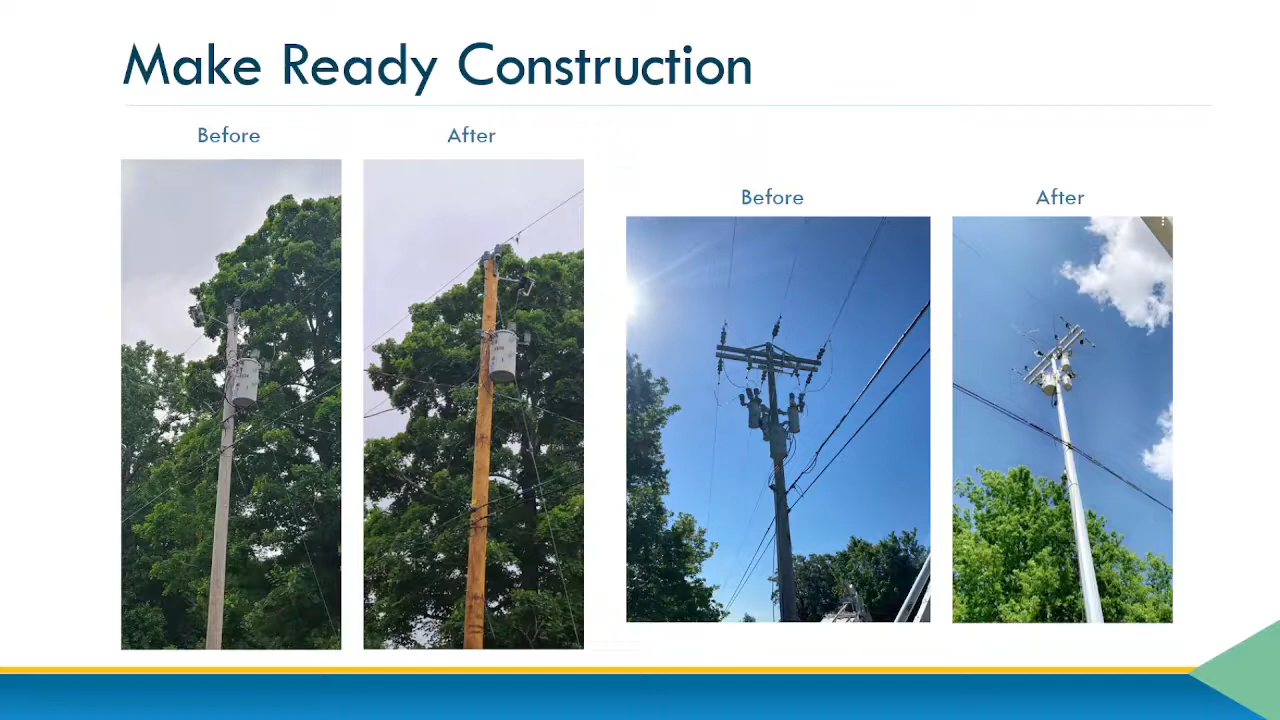 Make Ready Construction
Before
After
Before
After